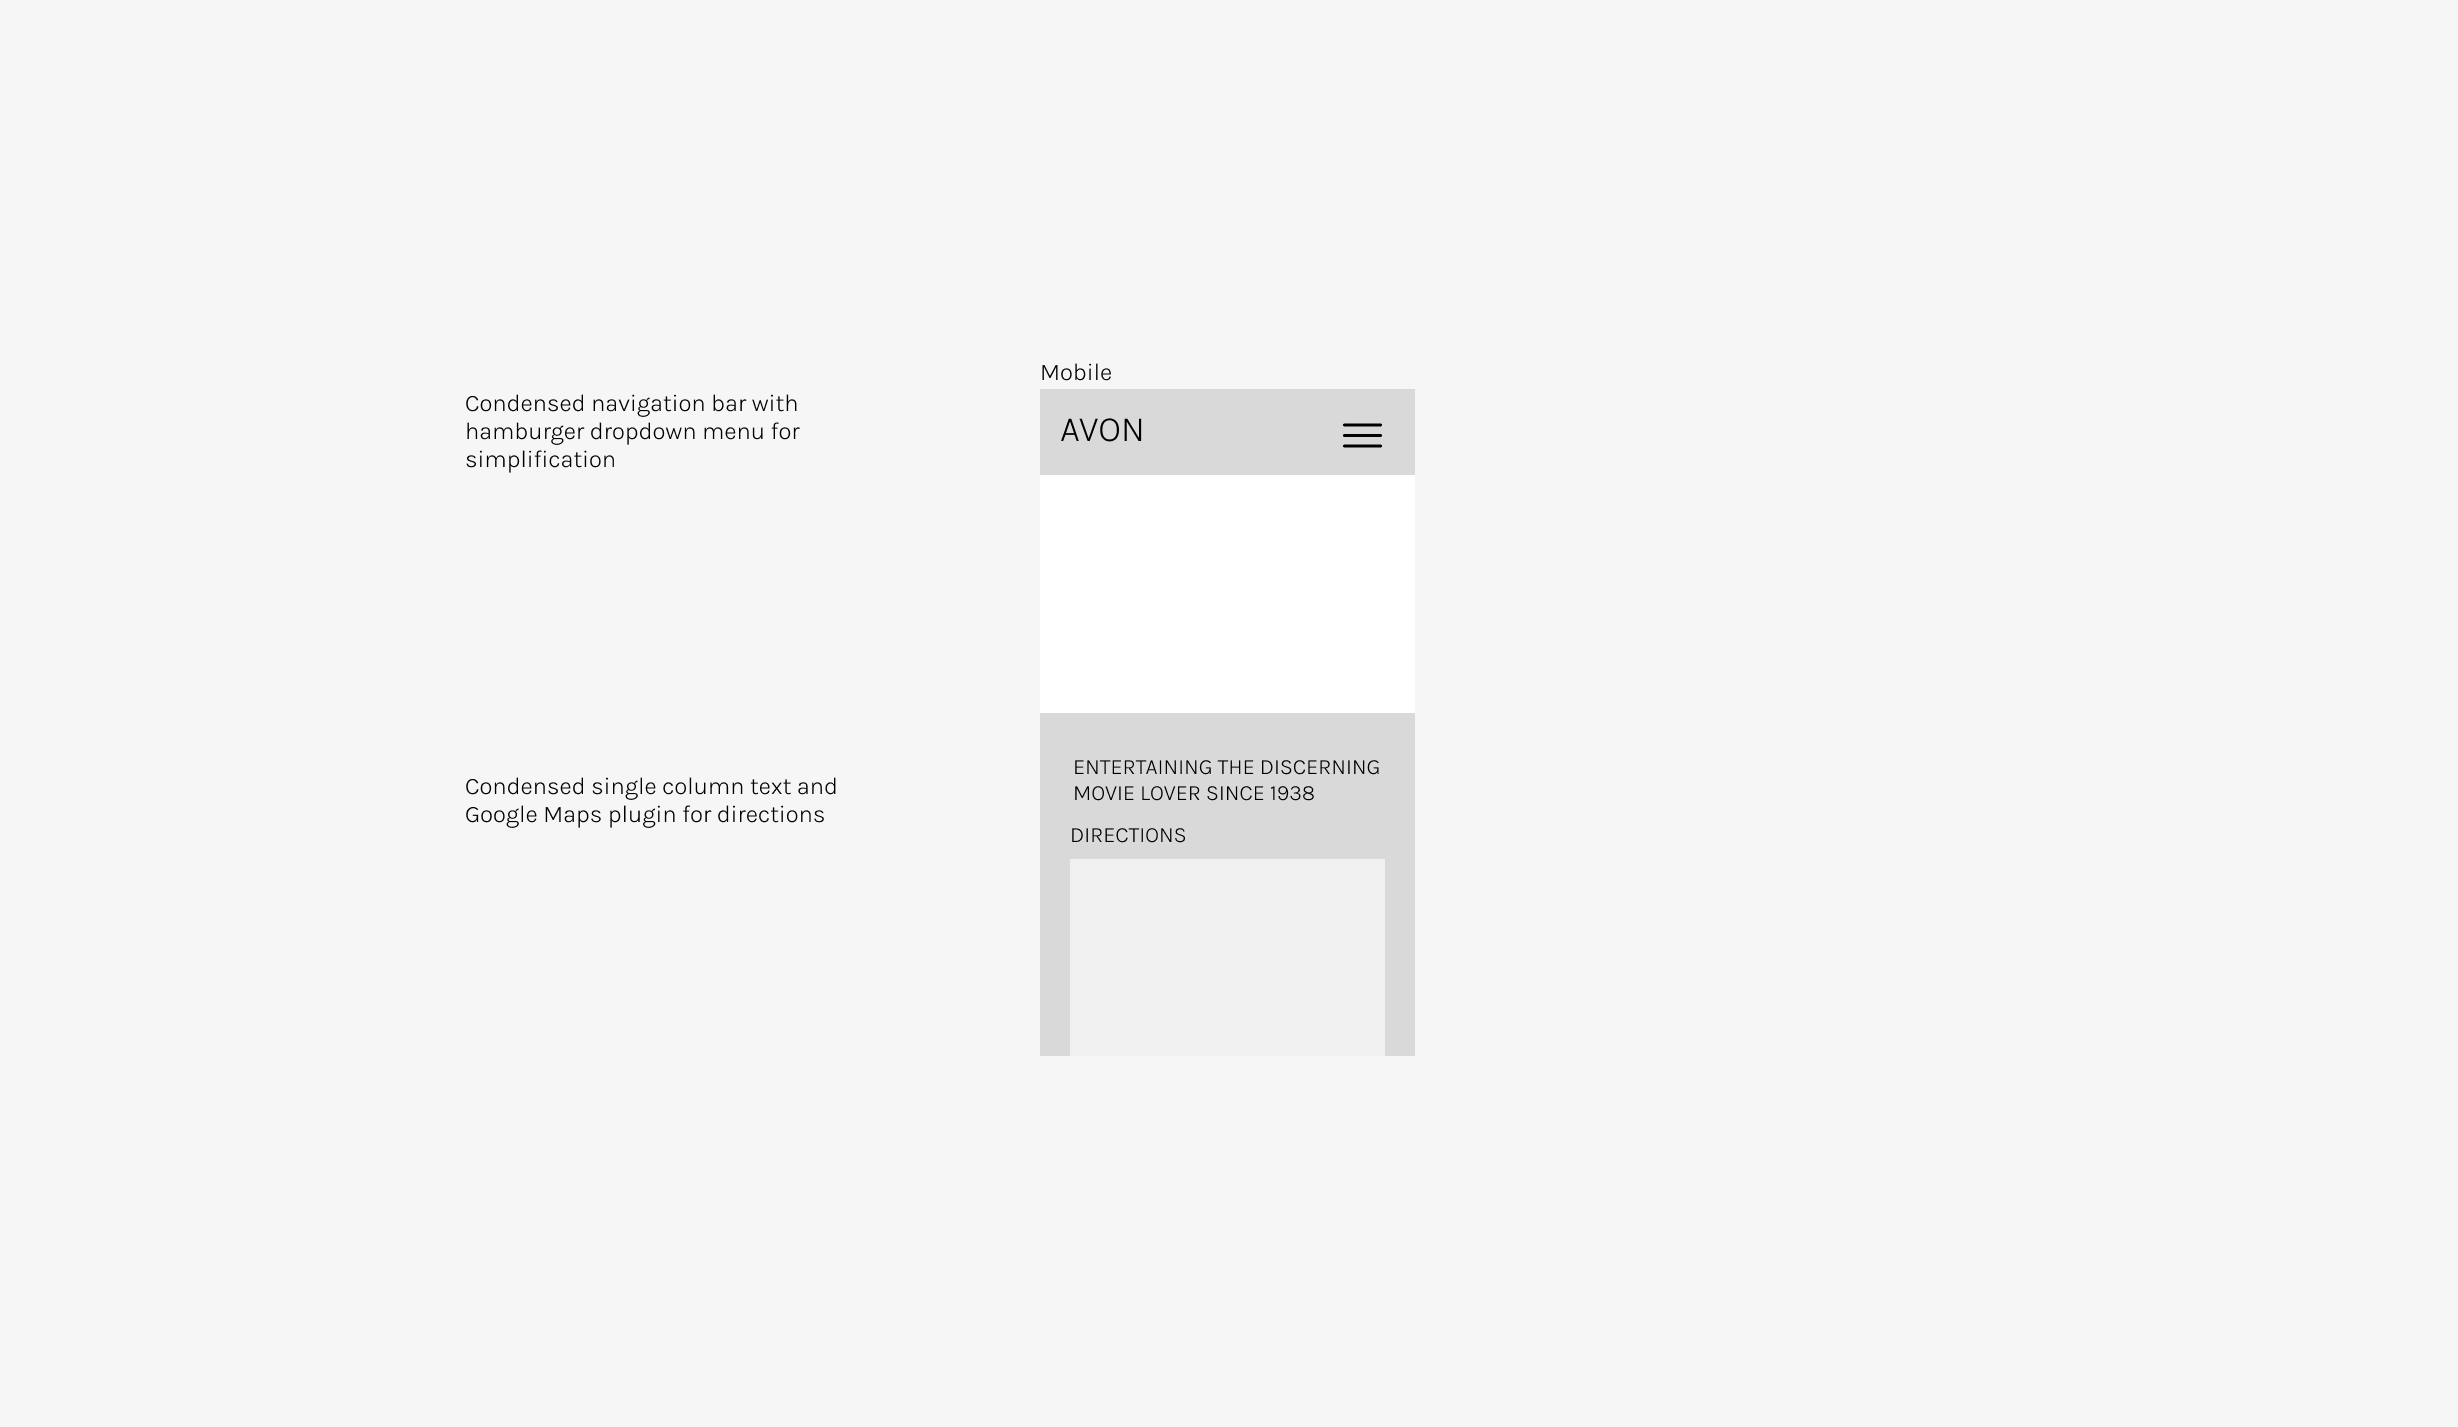 Mobile
Condensed navigation bar with
hamburger dropdown menu for
simplification
AVON
ENTERTAINING THE DISCERNING
MOVIE LOVER SINCE 1938
Condensed single column text and
Google Maps plugin for directions
DIRECTIONS